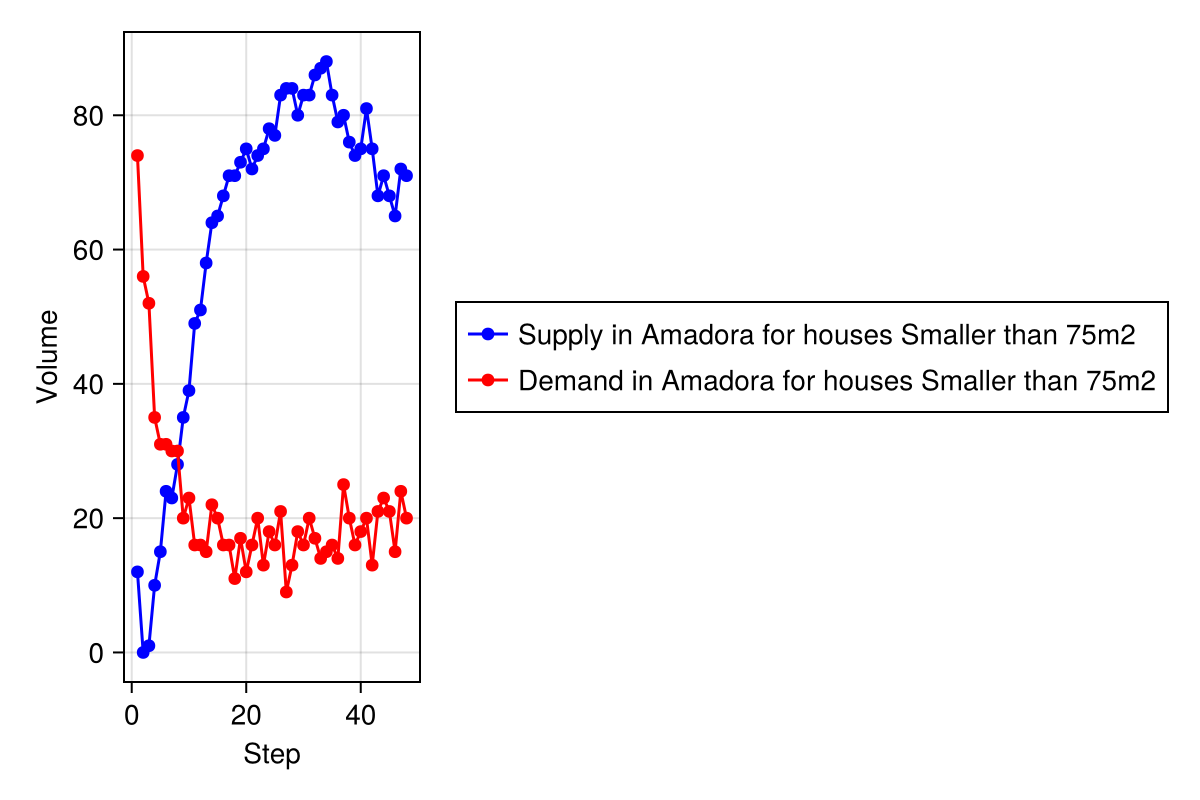 80
60
40
20
0
Volume
0 20 40
Step
Supply in Amadora for houses Smaller than 75m2
Demand in Amadora for houses Smaller than 75m2